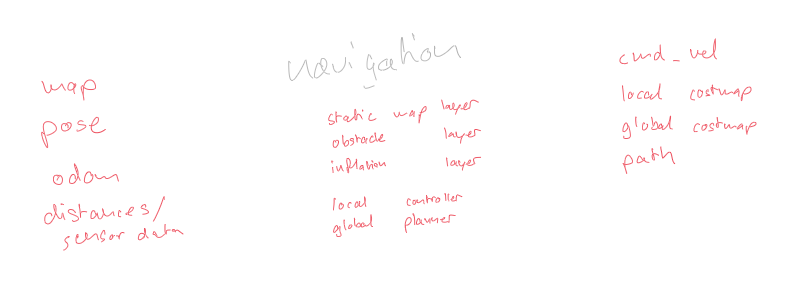 navigation
map
pose
odom
distances/
sensor data
static map layer
obstacle layer
inflation layer
local controller
global planner
cmd_vel
local costmap
global costmap
path